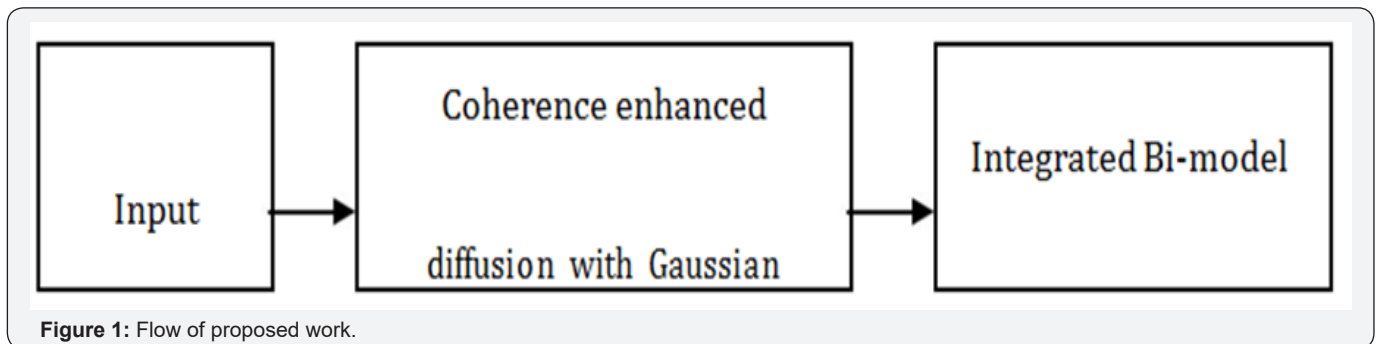 Input
Coherence enhanced
diffusion with Gaussian
Integrated Bi-model
Figure 1: Flow of proposed work.